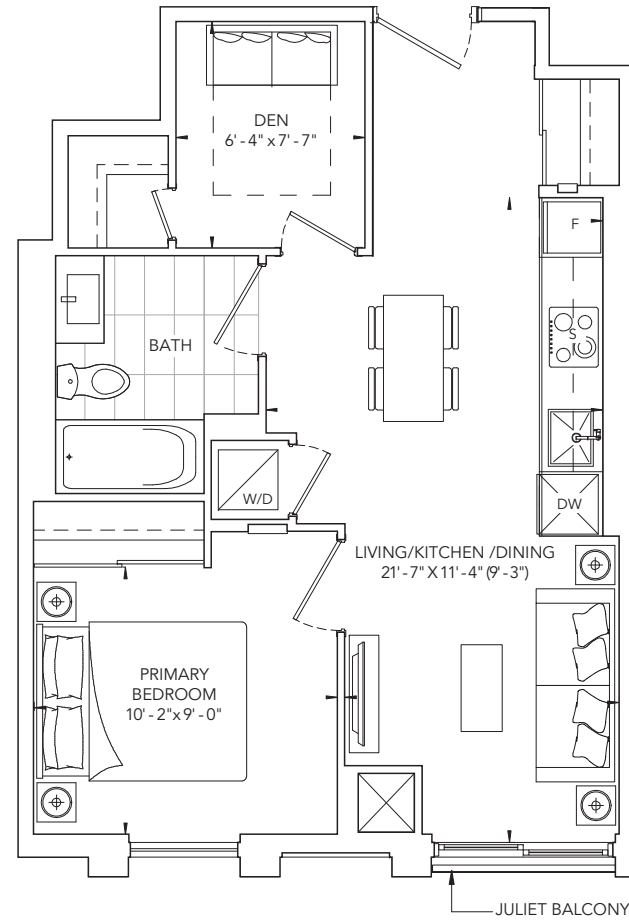 DEN
6'-4" x 7'-7"
F
BATH
S
W/D
DW
LIVING/KITCHEN /DINING
21'-7" X 11'-4" (9'-3")
PRIMARY
BEDROOM
10'-2" x 9'-0"
JULIET BALCONY